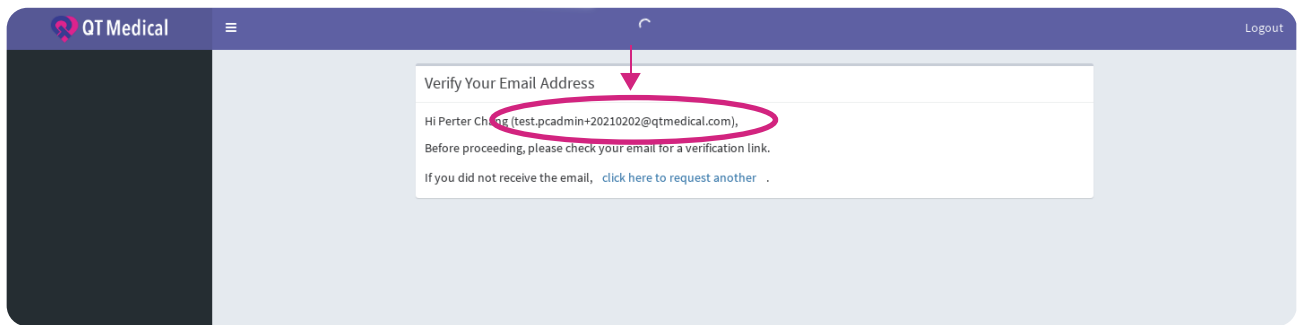 QT Medical
Logout
Verify Your Email Address
Hi Perter Chang (test.pcadmin+20210202@qtmedical.com),
Before proceeding, please check your email for a verification link.
If you did not receive the email, click here to request another .